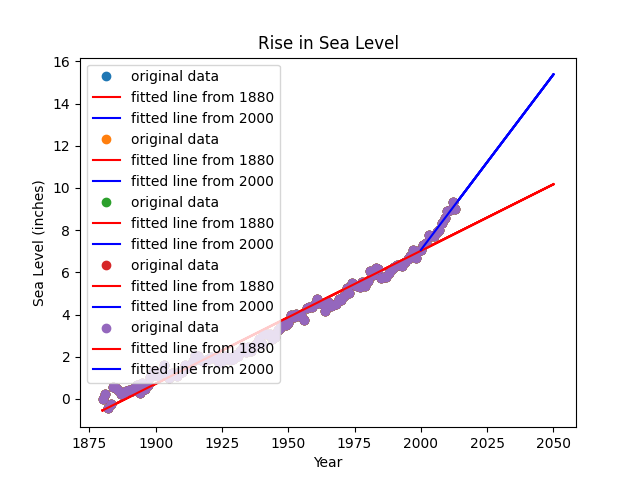 Rise in Sea Level
16
14
12
10
8
6
4
2
0
Sea Level (inches)
original data
fitted line from 1880
fitted line from 2000
original data
fitted line from 1880
fitted line from 2000
original data
fitted line from 1880
fitted line from 2000
original data
fitted line from 1880
fitted line from 2000
original data
fitted line from 1880
fitted line from 2000
1875 1900 1925 1950 1975 2000 2025 2050
Year